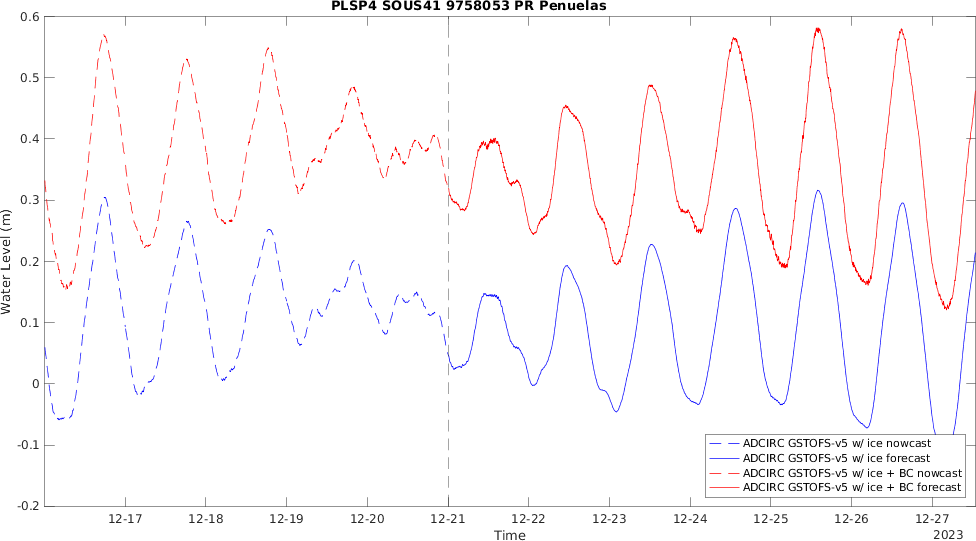 PLSP4 SOUS41 9758053 PR Penuelas
Water Level (m)
0.6
0.5
0.4
0.3
0.2
0.1
0
-0.1
-0.2
ADCIRC GSTOFS-v5 w/ ice nowcast
ADCIRC GSTOFS-v5 w/ ice forecast
ADCIRC GSTOFS-v5 w/ ice + BC nowcast
ADCIRC GSTOFS-v5 w/ ice + BC forecast
12-17 12-18 12-19 12-20 12-21 12-22 12-23 12-24 12-25 12-26 12-27
Time
2023